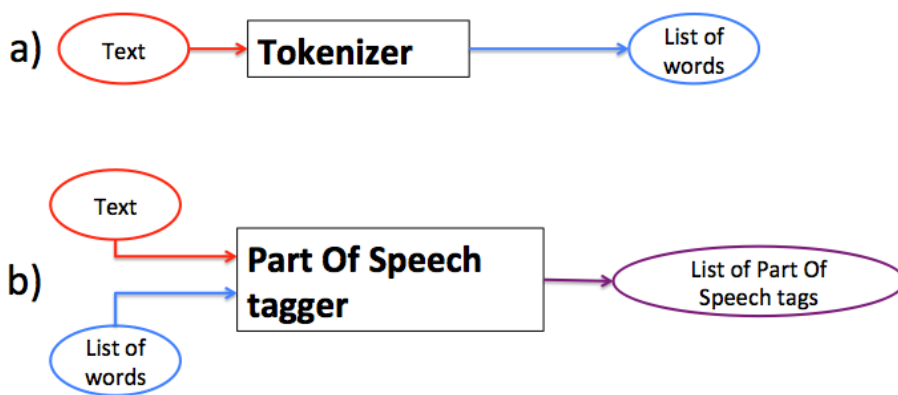 a)
Text
Tokenizer
List of
words
b)
Text
List of
words
Part Of Speech
tagger
List of Part Of
Speech tags